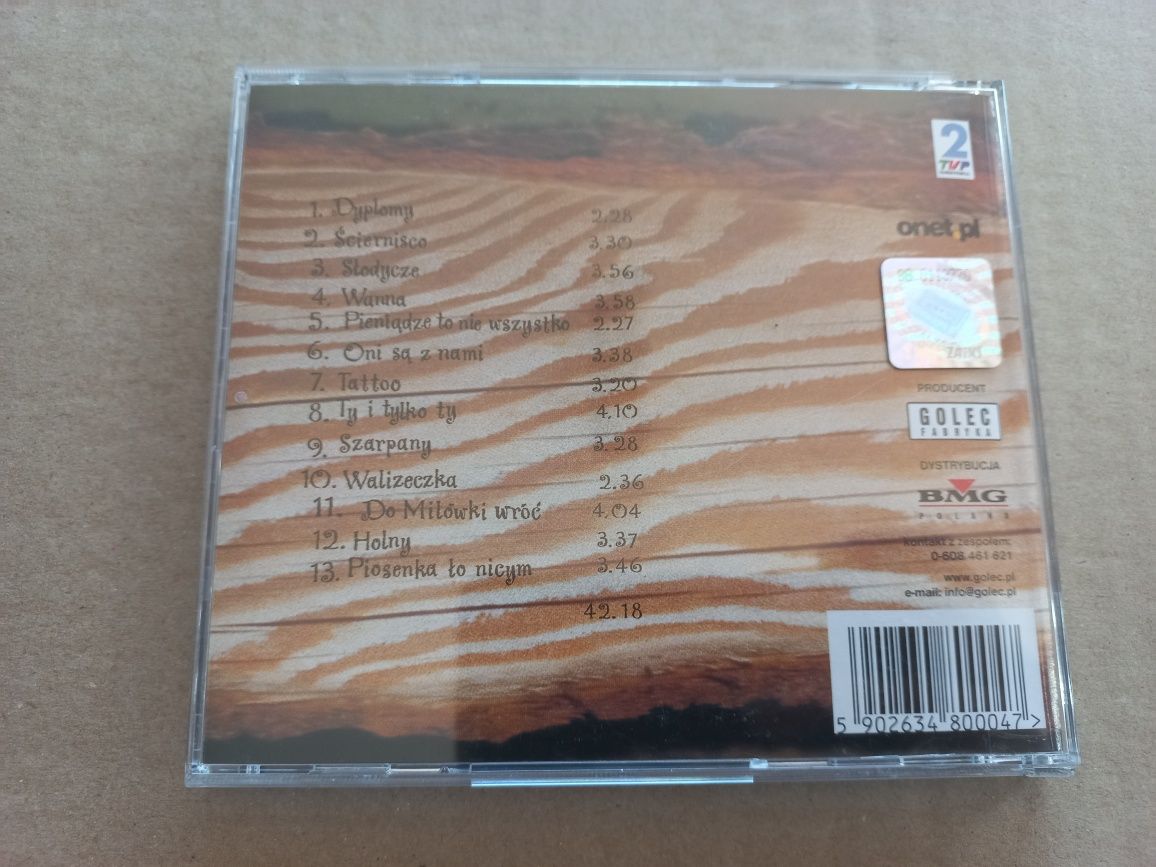 1. Dyplomy 2.28
2. Ściernisco 3.30
3. Słodycze 3.56
4. Wanna 3.58
5. Pieniądze to nie wszystko 2.27
6. Oni są z nami 3.38
7. Tattoo 3.20
8. Ty i tylko ty 4.10
9. Szarpany 3.28
10. Walizeczka 2.36
11. Do Milówki wróć 4.04
12. Holny 3.37
13. Piosenka ło nicym 3.46
42.18
2
TVP
onet.pl
ZAIKS
PRODUCENT
GOLEC
FABRYKA
DYSTRYBUCJA
BMG
POLAND
kontakt z zespołem:
0-608 461 621
www.golec.pl
e-mail: info@golec.pl
5 902634 800047 >